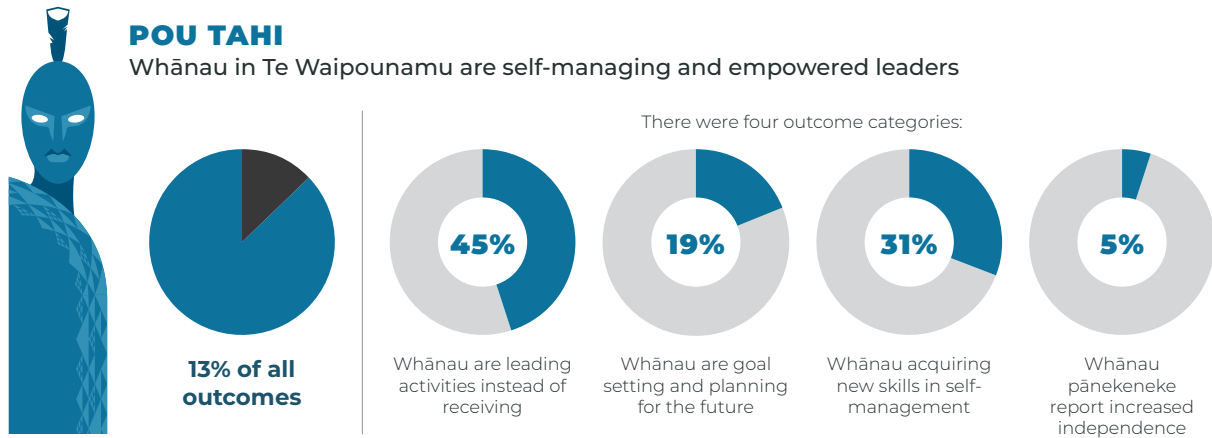 POU TAHI
Whānau in Te Waipounamu are self-managing and empowered leaders
There were four outcome categories:
13% of all
outcomes
45%
Whānau are leading
activities instead of
receiving
19%
Whānau are goal
setting and planning
for the future
31%
Whānau acquiring
new skills in self-
management
5%
Whānau
pānekeneke
report increased
independence